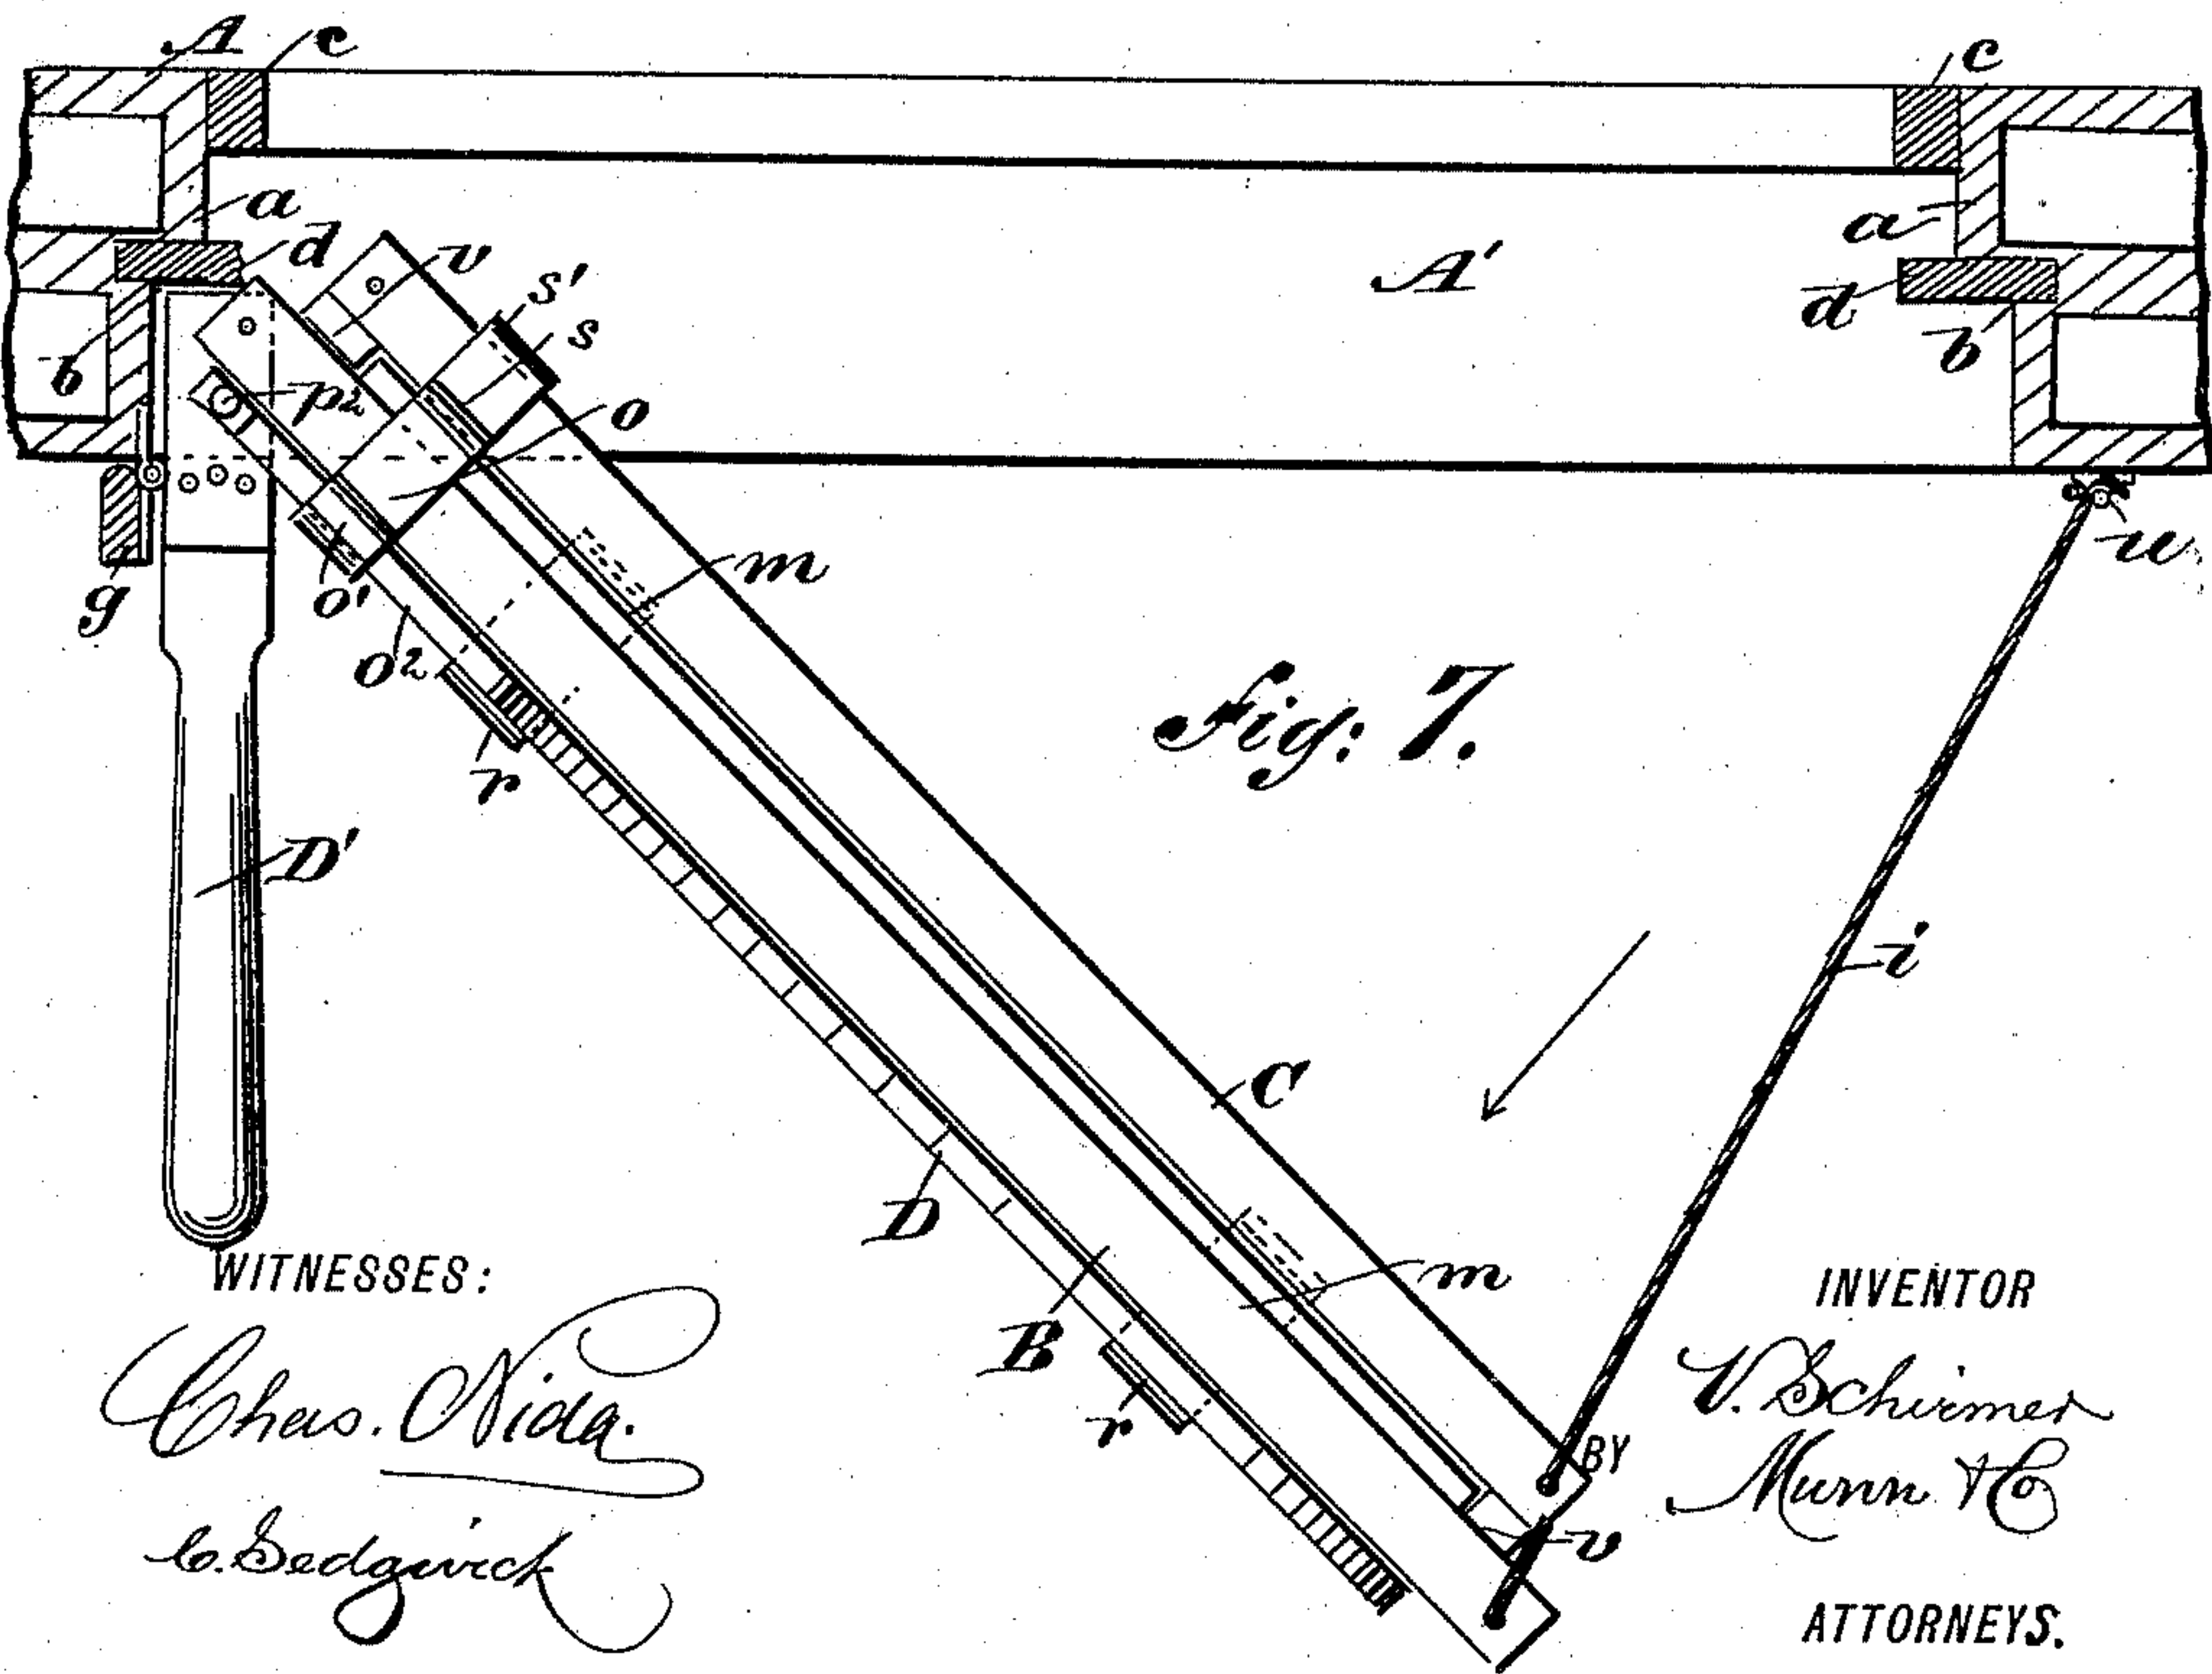 A c c
a d v s' s A' a d b
b p² o
g o' o² m u
Fig: 7.
r
D' i
C
D
B m
r
v
WITNESSES:
Chas. Nida.
C. Sedgwick
INVENTOR
V. Schirmer
BY Munn & Co
ATTORNEYS.